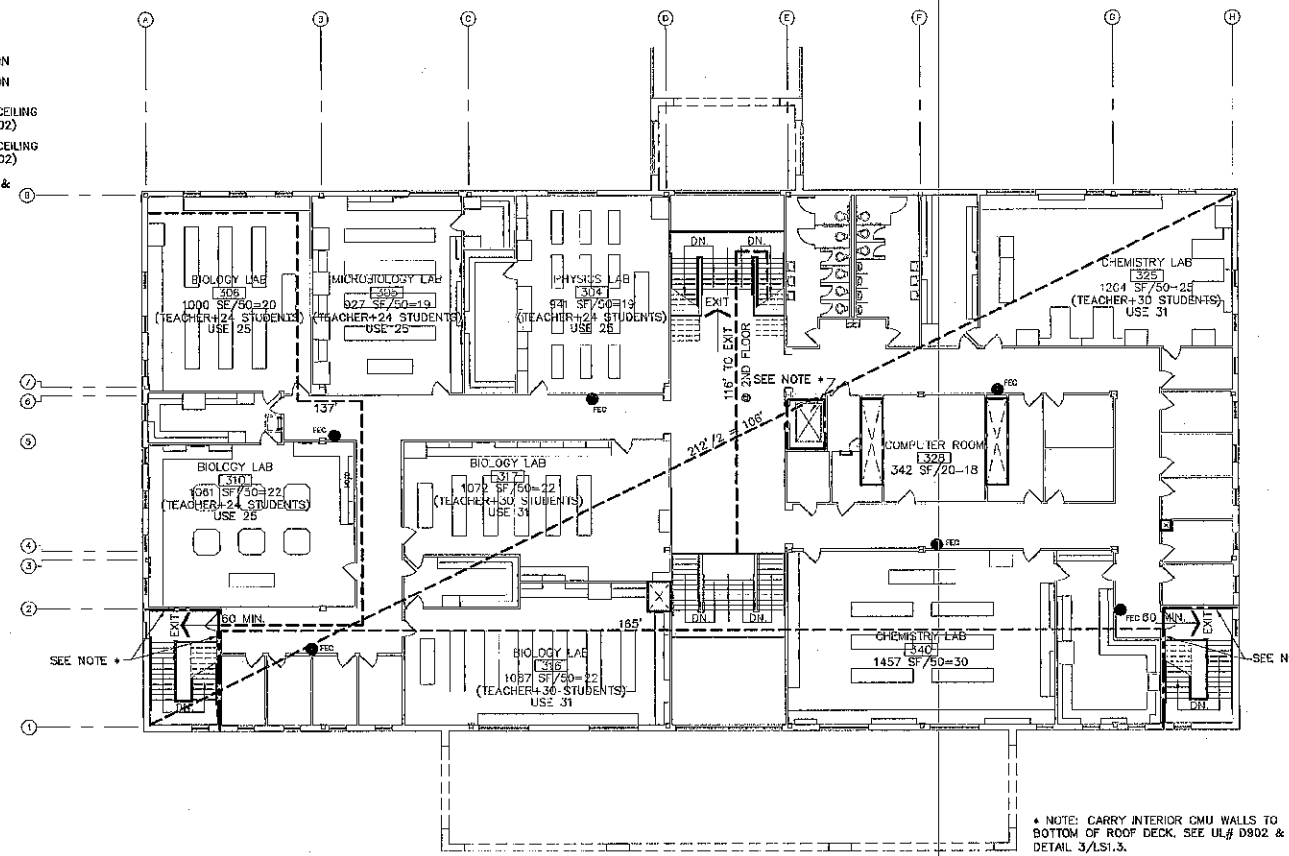 A
B
C
D
E
F
G
H
ON
ON
CEILING
02)
CEILING
02)
&
8
7
6
5
4
3
2
1
BIOLOGY LAB
306
1000 SF/50=20
(TEACHER+24 STUDENTS)
USE 25
MICROBIOLOGY LAB
305
927 SF/50=19
(TEACHER+24 STUDENTS)
USE 25
PHYSICS LAB
304
941 SF/50=19
(TEACHER+24 STUDENTS)
USE 25
DN.
DN.
EXIT
116' TO EXIT
@ 2ND FLOOR
SEE NOTE *
CHEMISTRY LAB
325
1204 SF/50=25
(TEACHER+30 STUDENTS)
USE 31
137'
FEC
FEC
FEC
212'/2 = 106'
COMPUTER ROOM
328
342 SF/20=18
BIOLOGY LAB
310
1061 SF/50=22
(TEACHER+24 STUDENTS)
USE 25
BIOLOGY LAB
317
1072 SF/50=22
(TEACHER+30 STUDENTS)
USE 31
FEC
EXIT
60 MIN.
165'
DN.
DN.
FEC
60 MIN.
EXIT
SEE NOTE *
FEC
DN.
BIOLOGY LAB
316
1087 SF/50=22
(TEACHER+30 STUDENTS)
USE 31
CHEMISTRY LAB
340
1457 SF/50=30
SEE N
DN.
* NOTE: CARRY INTERIOR CMU WALLS TO
BOTTOM OF ROOF DECK. SEE UL# D902 &
DETAIL 3/LS1.3.